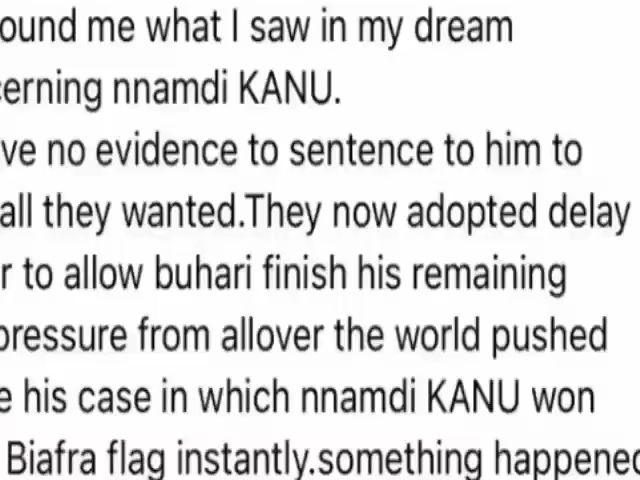 ound me what I saw in my dream
cerning nnamdi KANU.
ve no evidence to sentence to him to
all they wanted.They now adopted delay
r to allow buhari finish his remaining
pressure from allover the world pushed
e his case in which nnamdi KANU won
Biafra flag instantly.something happened